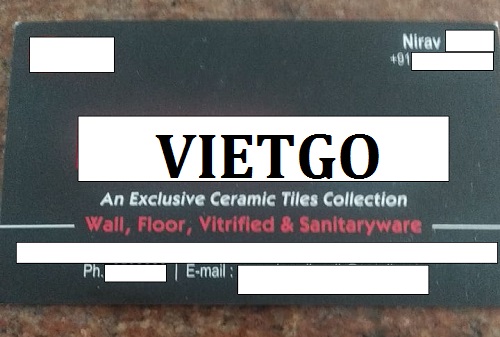 Nirav
+91
VIETGO
An Exclusive Ceramic Tiles Collection
Wall, Floor, Vitrified & Sanitaryware
Ph. | E-mail :